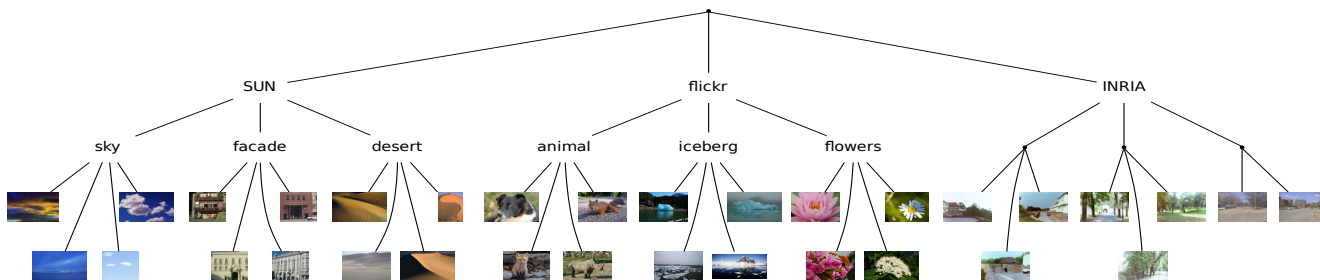 SUN
flickr
INRIA
sky
facade
desert
animal
iceberg
flowers